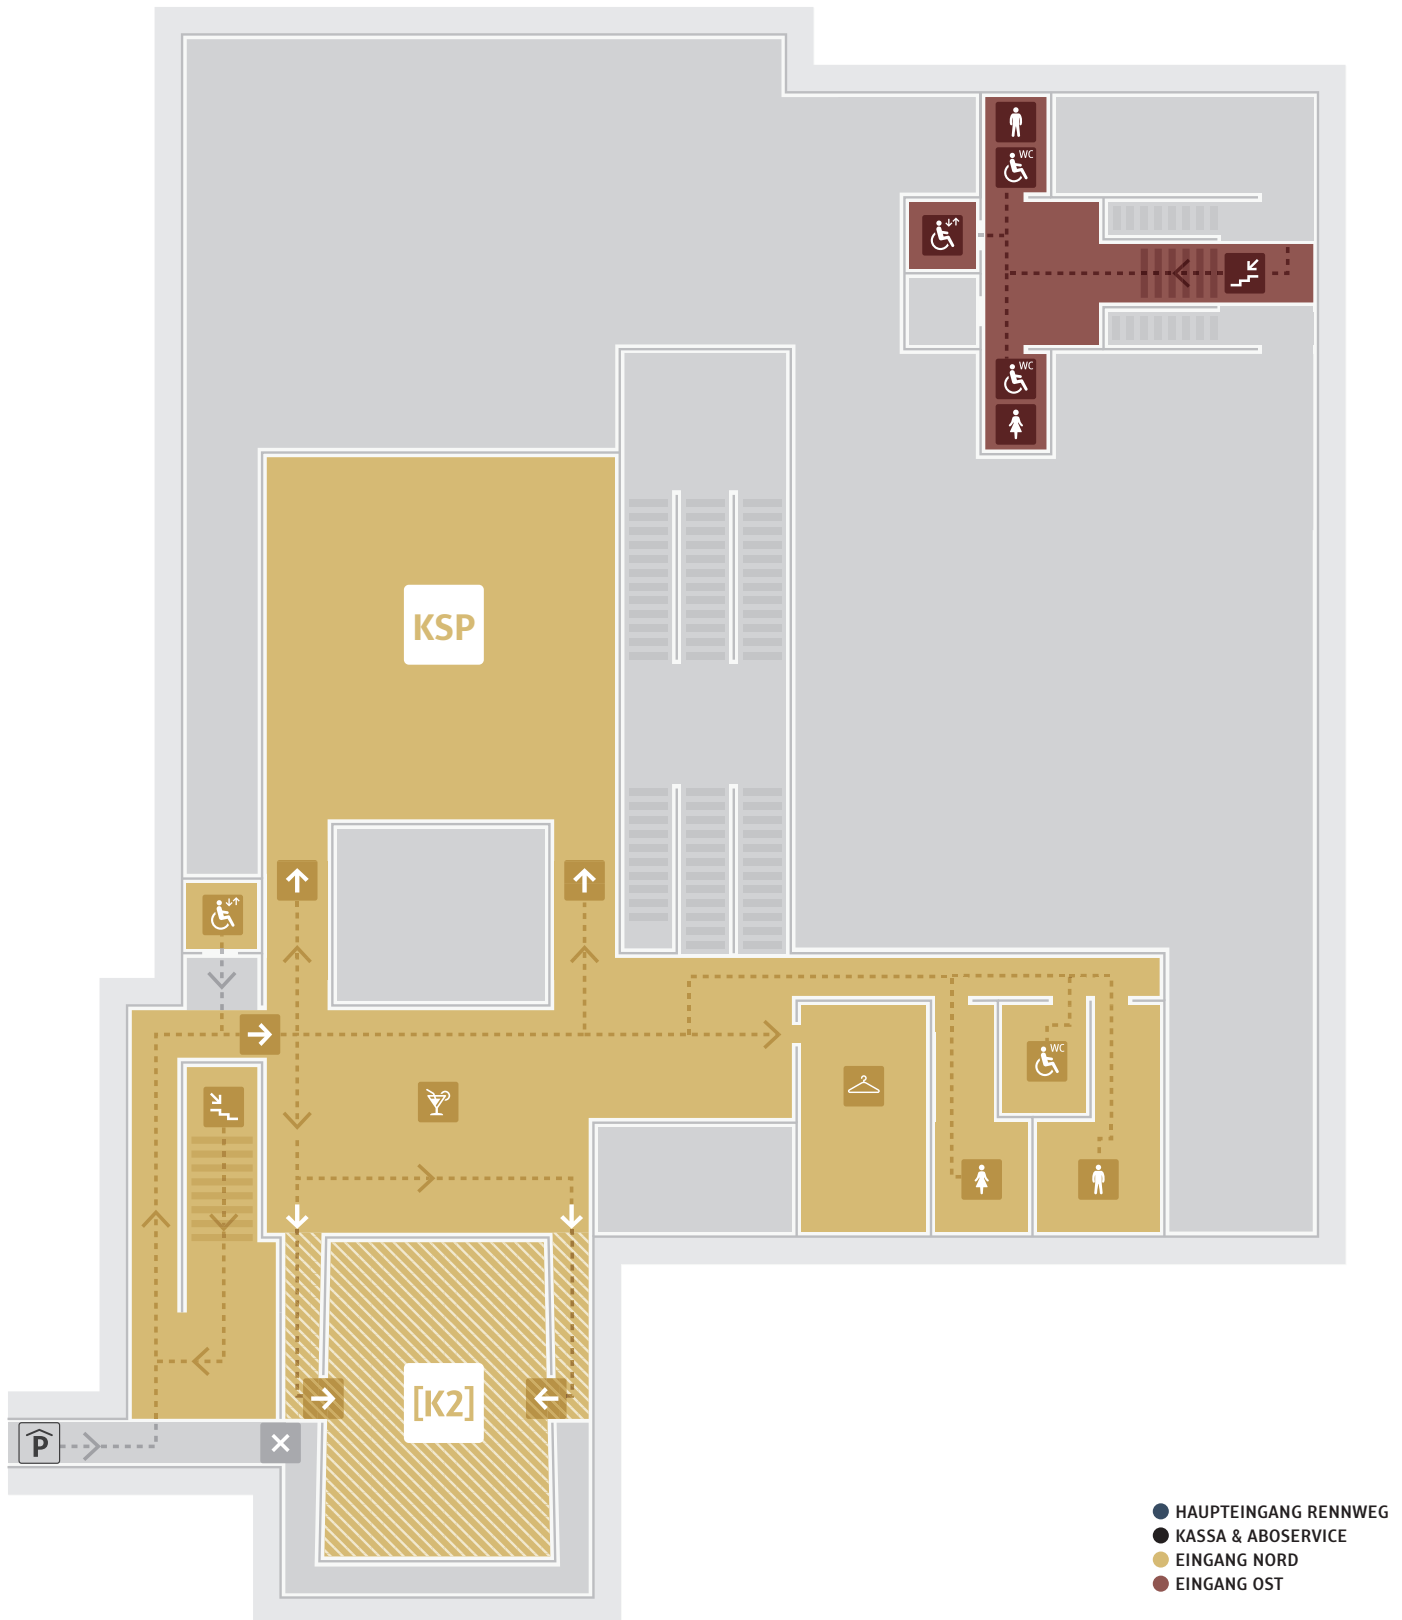 WC
WC
KSP
WC
[K2]
P
HAUPTEINGANG RENNWEG
KASSA & ABOSERVICE
EINGANG NORD
EINGANG OST